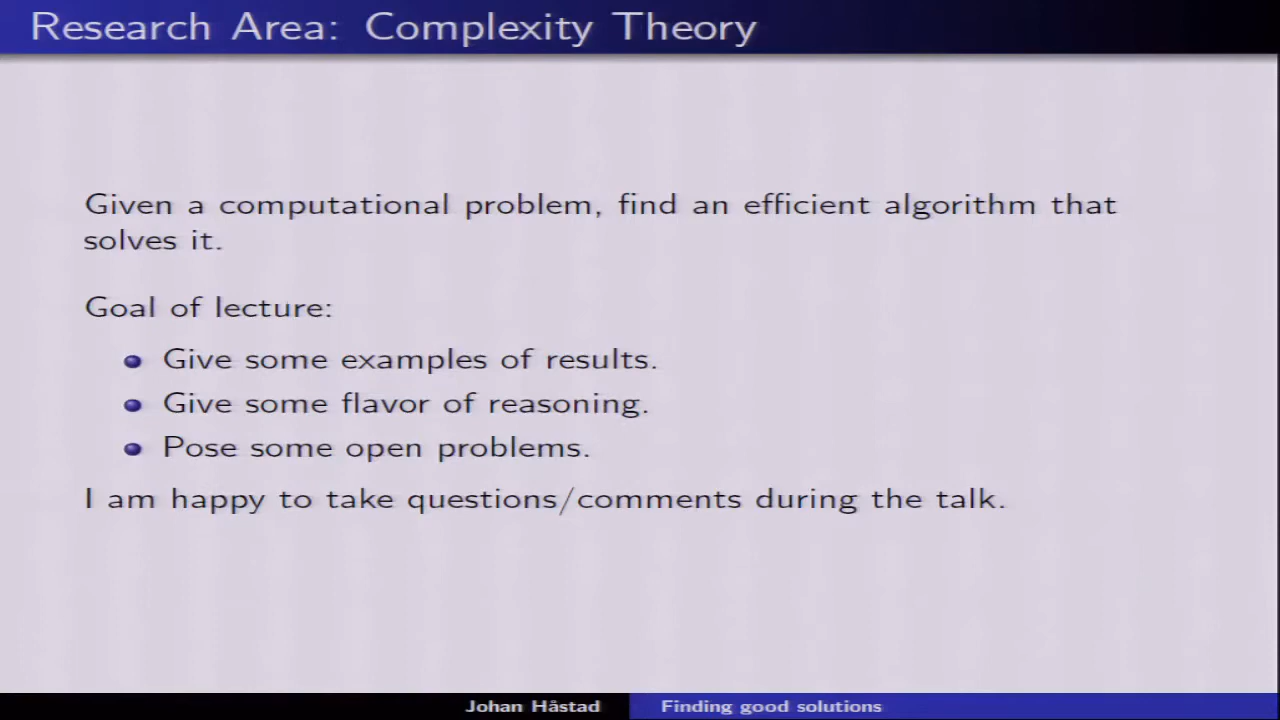 Research Area: Complexity Theory
Given a computational problem, find an efficient algorithm that
solves it.
Goal of lecture:
Give some examples of results.
Give some flavor of reasoning.
Pose some open problems.
I am happy to take questions/comments during the talk.
Johan Håstad
Finding good solutions